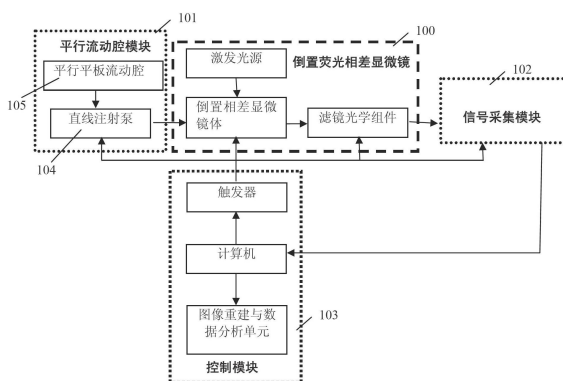 101
平行流动腔模块
平行平板流动腔
105
直线注射泵
104
100
激发光源
倒置荧光相差显微镜
倒置相差显微
镜体
滤镜光学组件
102
信号采集模块
触发器
计算机
图像重建与数
据分析单元
103
控制模块